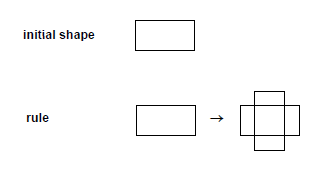 initial shape
rule →